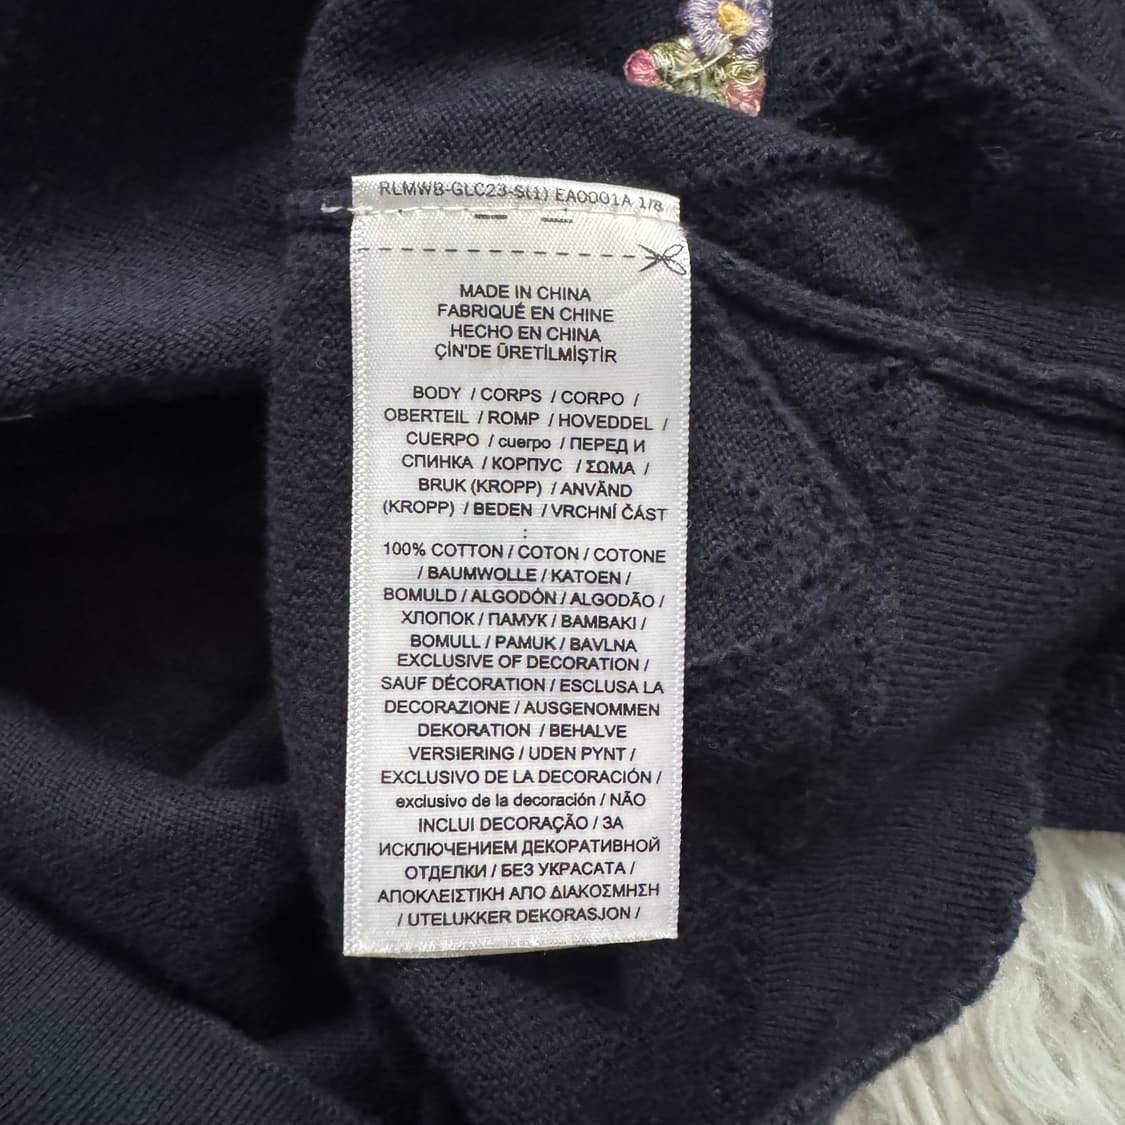 RLMWB-GLC23-S(1) EA0001A 1/8
MADE IN CHINA
FABRIQUÉ EN CHINE
HECHO EN CHINA
ÇİN'DE ÜRETİLMİŞTİR
BODY / CORPS / CORPO /
OBERTEIL / ROMP / HOVEDDEL /
CUERPO / cuerpo / ПЕРЕД И
СПИНКА / КОРПУС / ΣΩΜΑ /
BRUK (KROPP) / ANVÄND
(KROPP) / BEDEN / VRCHNÍ ČÁST
:
100% COTTON / COTON / COTONE
/ BAUMWOLLE / KATOEN /
BOMULD / ALGODÓN / ALGODÃO /
ХЛОПОК / ПАМУК / ΒΑΜΒΑΚΙ /
BOMULL / PAMUK / BAVLNA
EXCLUSIVE OF DECORATION /
SAUF DÉCORATION / ESCLUSA LA
DECORAZIONE / AUSGENOMMEN
DEKORATION / BEHALVE
VERSIERING / UDEN PYNT /
EXCLUSIVO DE LA DECORACIÓN /
exclusivo de la decoración / NÃO
INCLUI DECORAÇÃO / ЗА
ИСКЛЮЧЕНИЕМ ДЕКОРАТИВНОЙ
ОТДЕЛКИ / БЕЗ УКРАСАТА /
ΑΠΟΚΛΕΙΣΤΙΚΗ ΑΠΟ ΔΙΑΚΟΣΜΗΣΗ
/ UTELUKKER DEKORASJON /